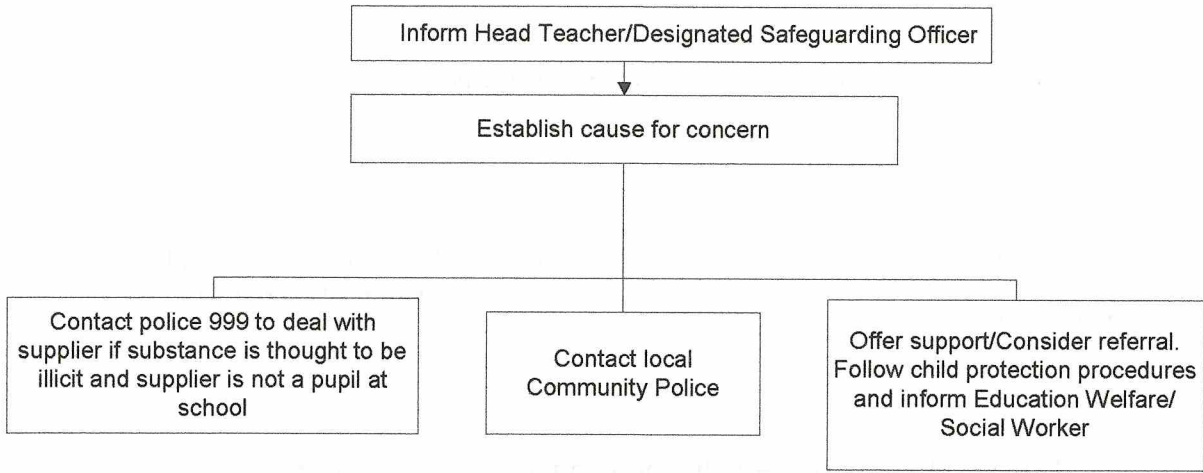 Inform Head Teacher/Designated Safeguarding Officer
Establish cause for concern
Contact police 999 to deal with
supplier if substance is thought to be
illicit and supplier is not a pupil at
school
Contact local
Community Police
Offer support/Consider referral.
Follow child protection procedures
and inform Education Welfare/
Social Worker